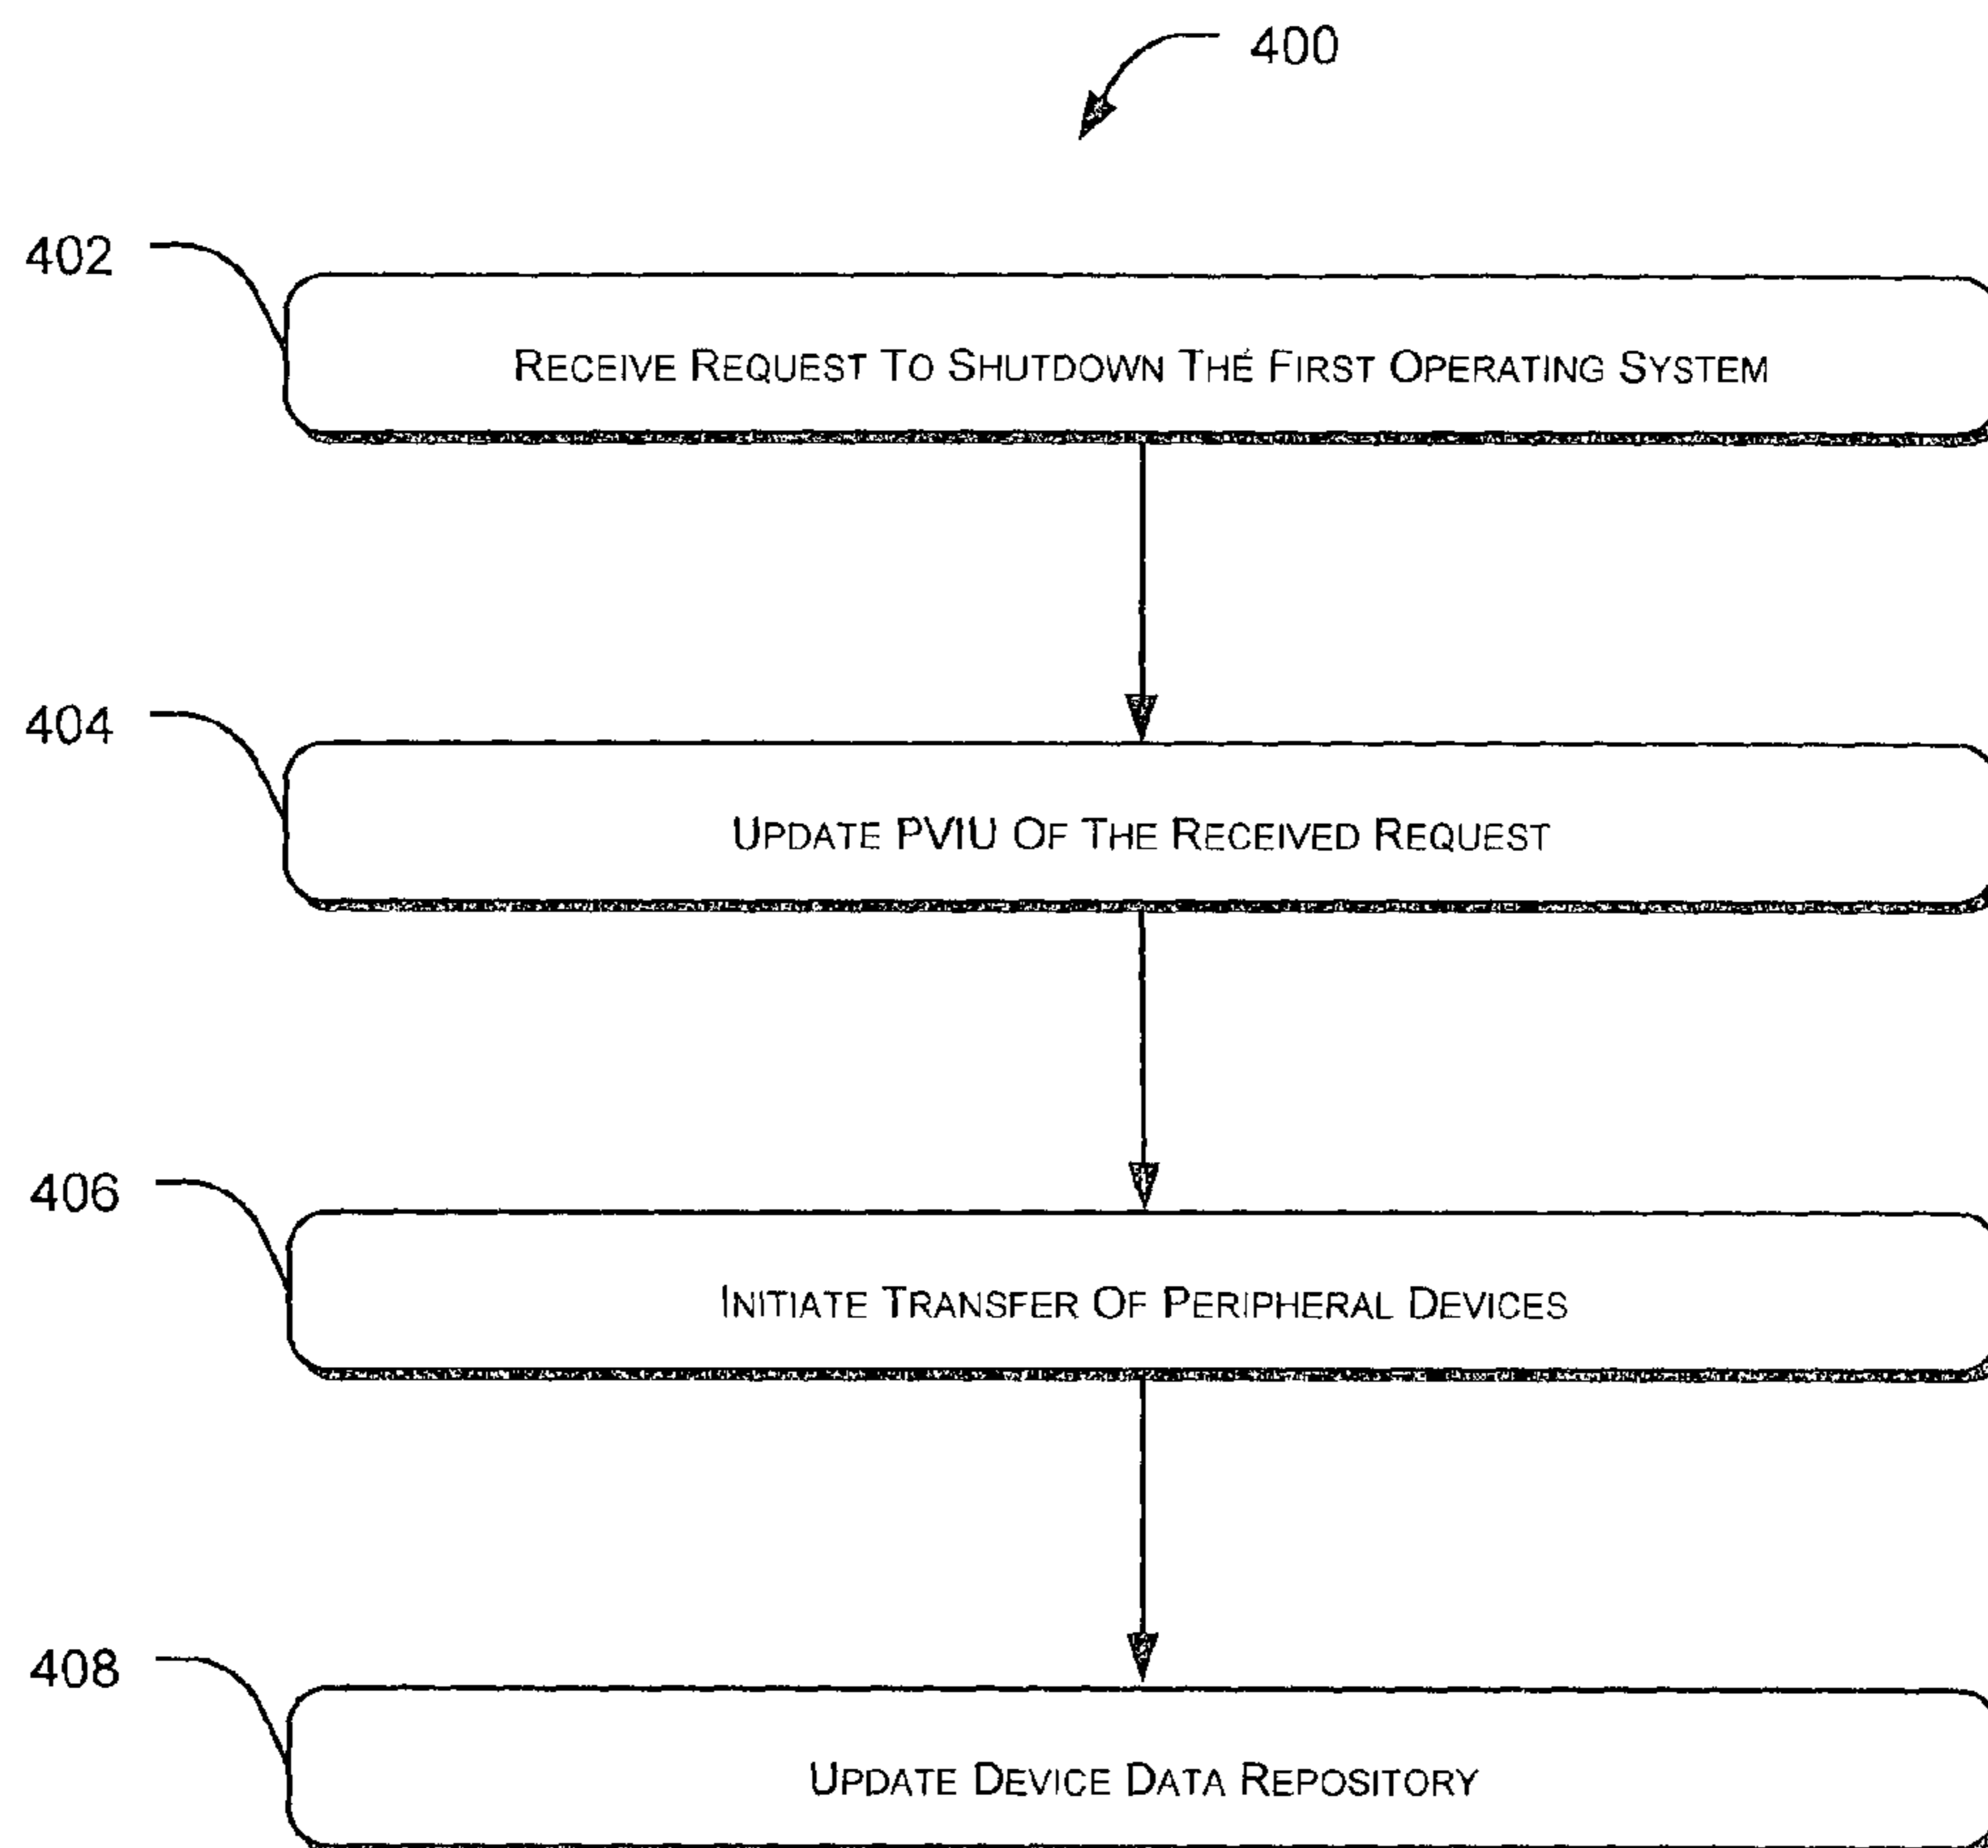 400
402
RECEIVE REQUEST TO SHUTDOWN THE FIRST OPERATING SYSTEM
404
UPDATE PVIU OF THE RECEIVED REQUEST
406
INITIATE TRANSFER OF PERIPHERAL DEVICES
408
UPDATE DEVICE DATA REPOSITORY